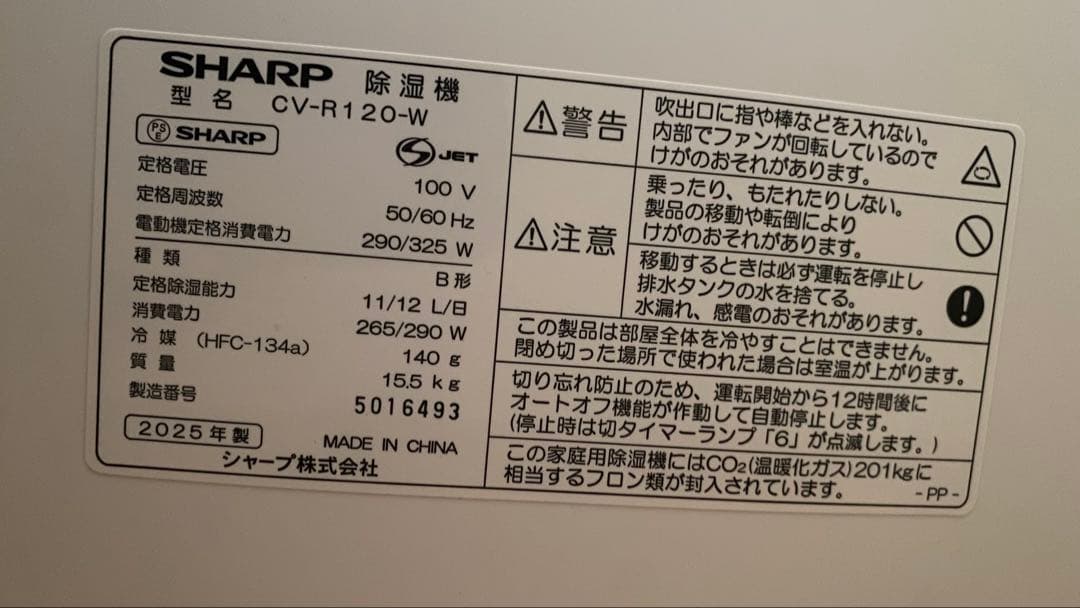 SHARP 除湿機
型名 CV-R120-W
PSE SHARP
S JET
定格電圧 100 V
定格周波数 50/60 Hz
電動機定格消費電力 290/325 W
種類 B形
定格除湿能力 11/12 L/日
消費電力 265/290 W
冷媒 (HFC-134a) 140 g
質量 15.5 kg
製造番号 5016493
2025年製
MADE IN CHINA
シャープ株式会社
警告
吹出口に指や棒などを入れない。
内部でファンが回転しているので
けがのおそれがあります。
注意
乗ったり、もたれたりしない。
製品の移動や転倒により
けがのおそれがあります。
移動するときは必ず運転を停止し
排水タンクの水を捨てる。
水漏れ、感電のおそれがあります。
この製品は部屋全体を冷やすことはできません。
閉め切った場所で使われた場合は室温が上がります。
切り忘れ防止のため、運転開始から12時間後に
オートオフ機能が作動して自動停止します。
(停止時は切タイマーランプ「6」が点滅します。)
この家庭用除湿機にはCO₂(温暖化ガス)201kgに
相当するフロン類が封入されています。
-PP-